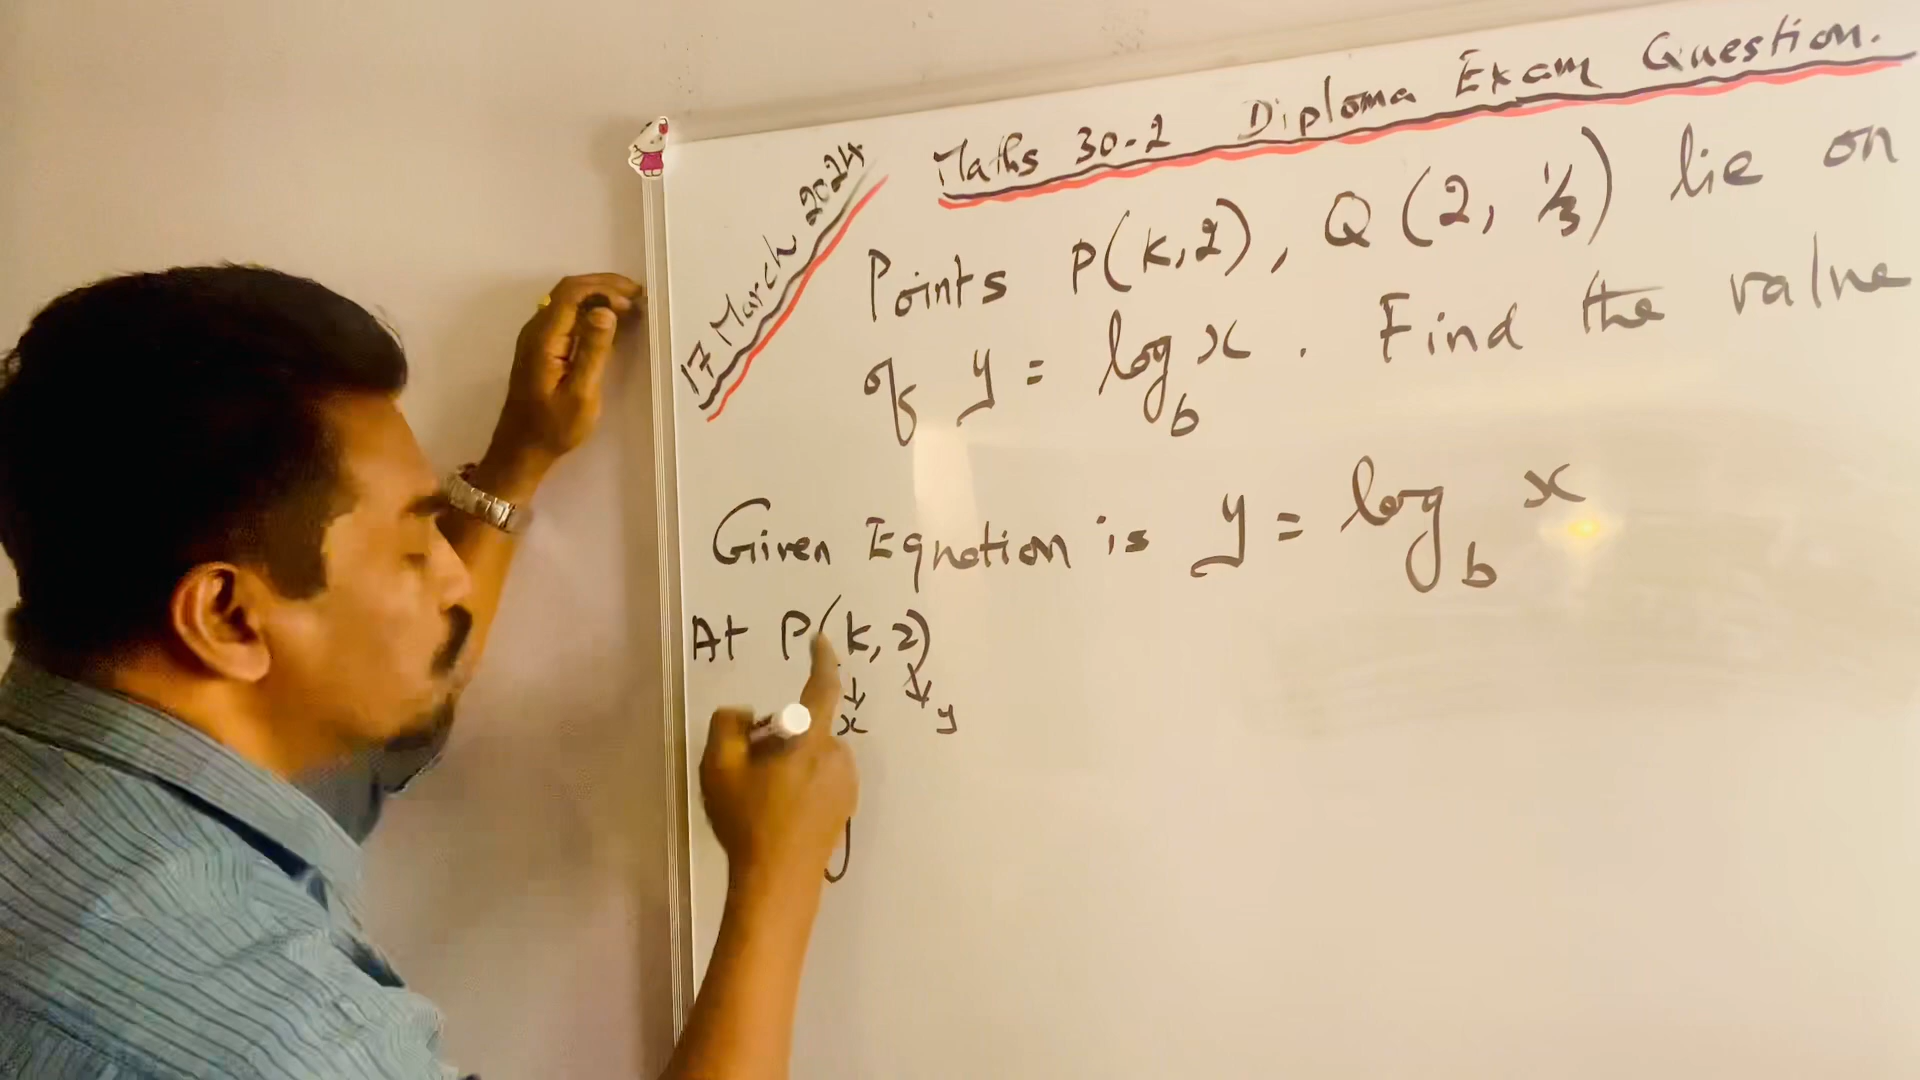 Maths 30-2 Diploma Exam Question.
17 March 2024
Points P(k,2), Q(2, 1/3) lie on
of y = log_b x. Find the value
Given Equation is y = log_b x
At P(k,2)
↓ ↓
x y
y